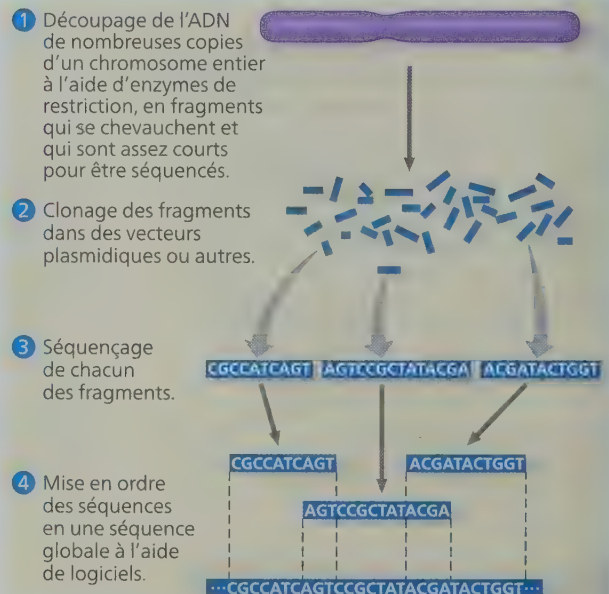 1 Découpage de l'ADN
de nombreuses copies
d'un chromosome entier
à l'aide d'enzymes de
restriction, en fragments
qui se chevauchent et
qui sont assez courts
pour être séquencés.
2 Clonage des fragments
dans des vecteurs
plasmidiques ou autres.
3 Séquençage
de chacun
des fragments.
CGCCATCAGT AGTCCGCTATACGA ACGATACTGGT
4 Mise en ordre
des séquences
en une séquence
globale à l'aide
de logiciels.
CGCCATCAGT ACGATACTGGT
AGTCCGCTATACGA
...CGCCATCAGTCCGCTATACGATACTGGT...